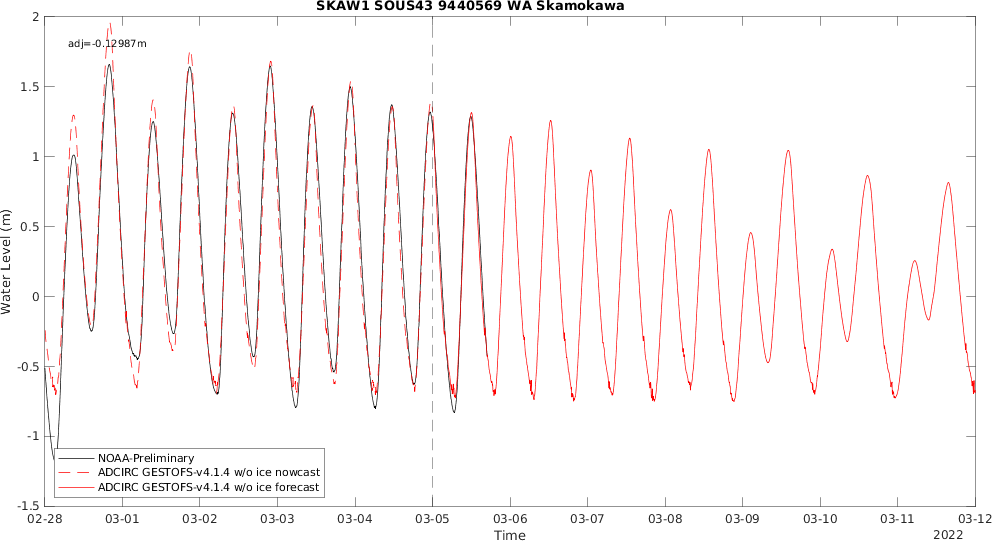 SKAW1 SOUS43 9440569 WA Skamokawa
adj=-0.12987m
Water Level (m)
2
1.5
1
0.5
0
-0.5
-1
-1.5
NOAA-Preliminary
ADCIRC GESTOFS-v4.1.4 w/o ice nowcast
ADCIRC GESTOFS-v4.1.4 w/o ice forecast
02-28 03-01 03-02 03-03 03-04 03-05 03-06 03-07 03-08 03-09 03-10 03-11 03-12
Time
2022